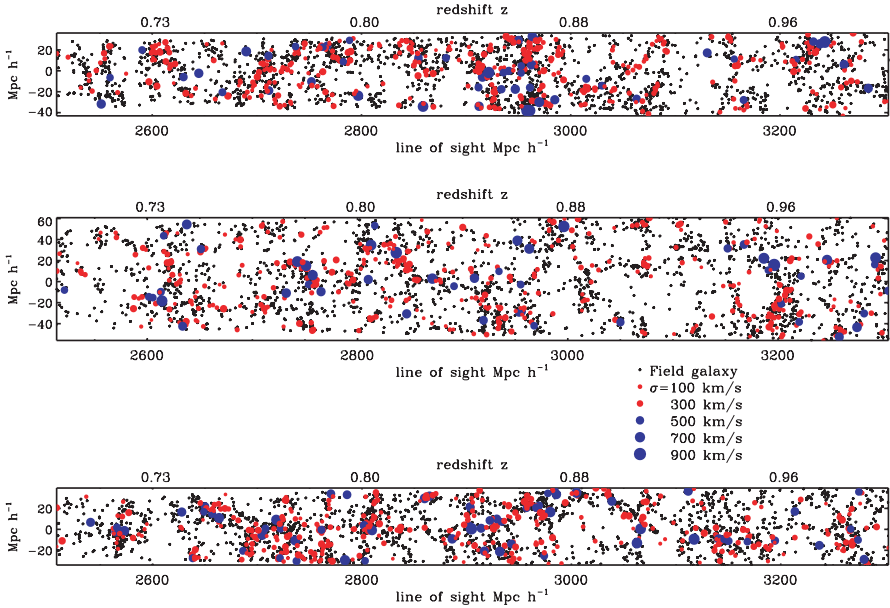 redshift z
0.73 0.80 0.88 0.96
Mpc h⁻¹
20
0
−20
−40
2600 2800 3000 3200
line of sight Mpc h⁻¹
redshift z
0.73 0.80 0.88 0.96
Mpc h⁻¹
60
40
20
0
−20
−40
2600 2800 3000 3200
line of sight Mpc h⁻¹
Field galaxy
σ=100 km/s
300 km/s
500 km/s
700 km/s
900 km/s
redshift z
0.73 0.80 0.88 0.96
Mpc h⁻¹
20
0
−20
2600 2800 3000 3200
line of sight Mpc h⁻¹